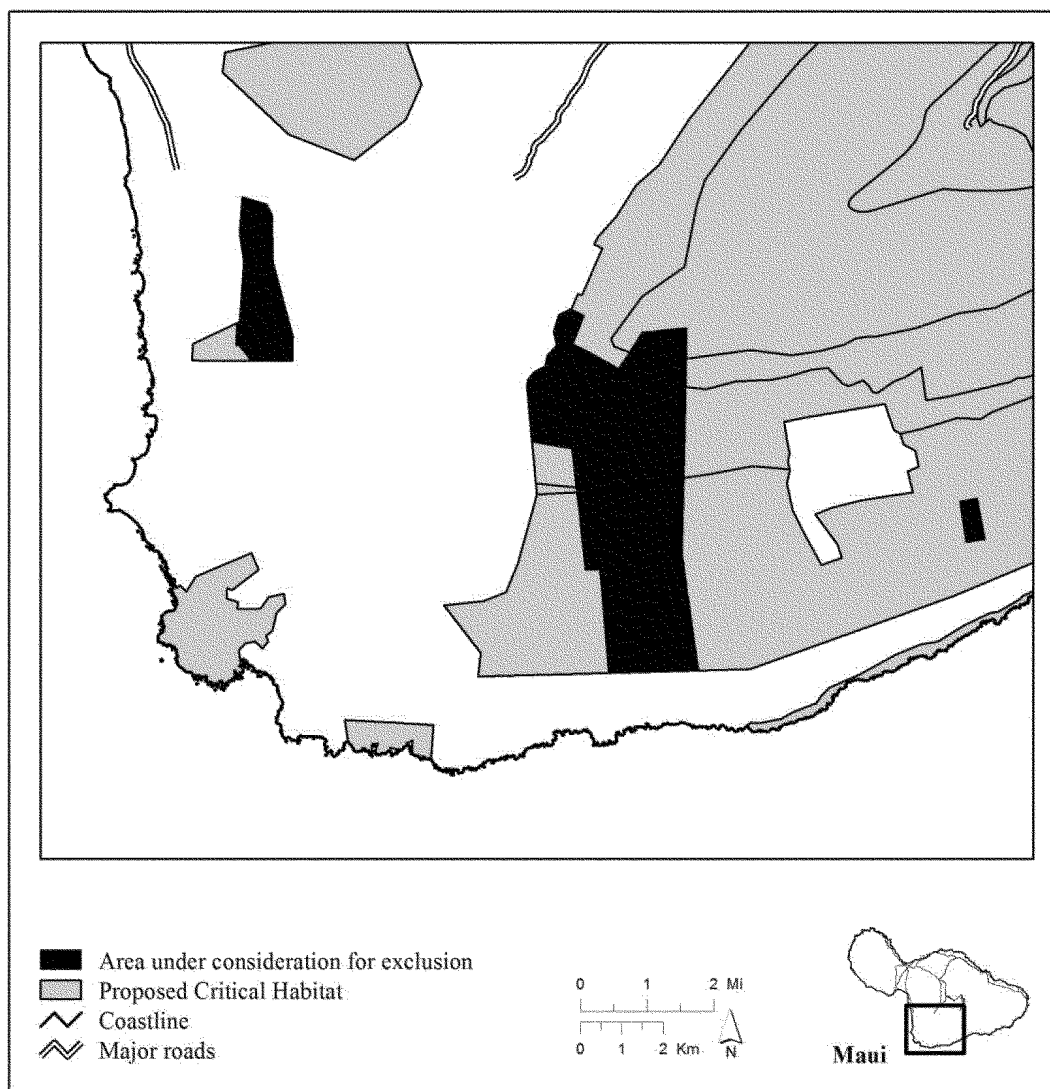 Area under consideration for exclusion
Proposed Critical Habitat
Coastline
Major roads
0 1 2 Mi
0 1 2 Km
N
Maui